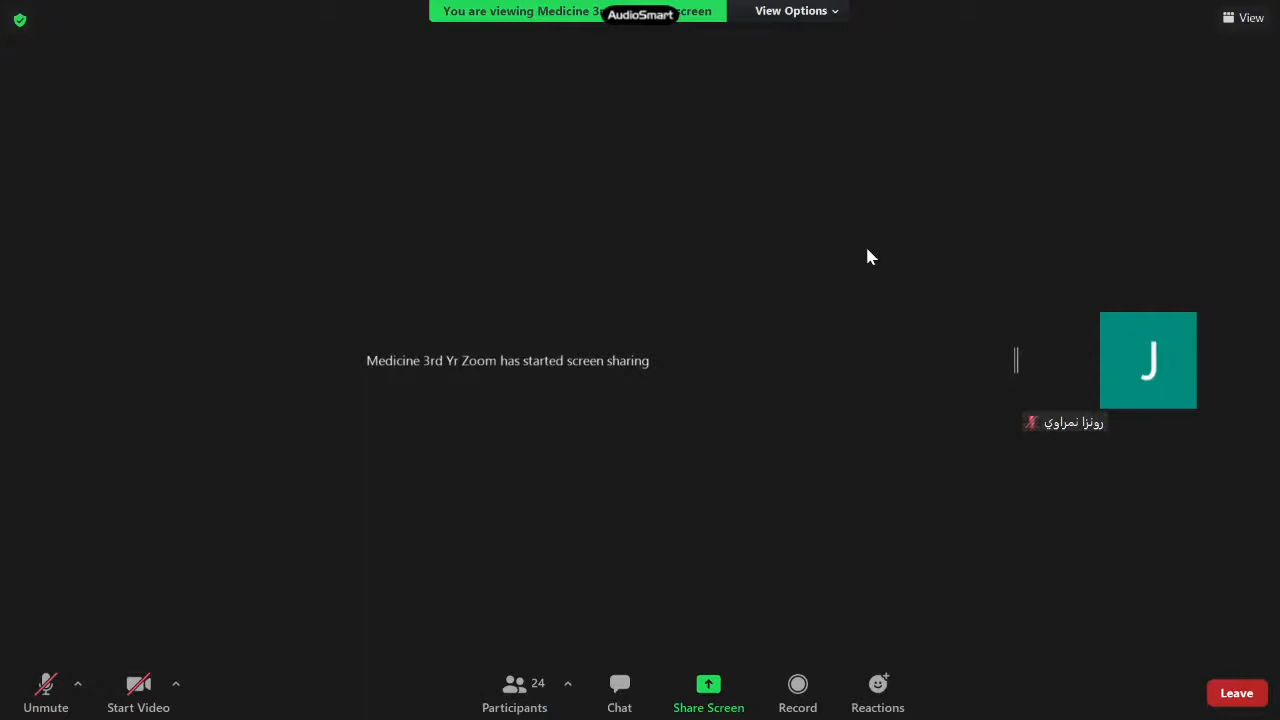 You are viewing Medicine 3
AudioSmart
screen
View Options
View
Medicine 3rd Yr Zoom has started screen sharing
J
رونزا نمراوي
Unmute
Start Video
24
Participants
Chat
Share Screen
Record
Reactions
Leave